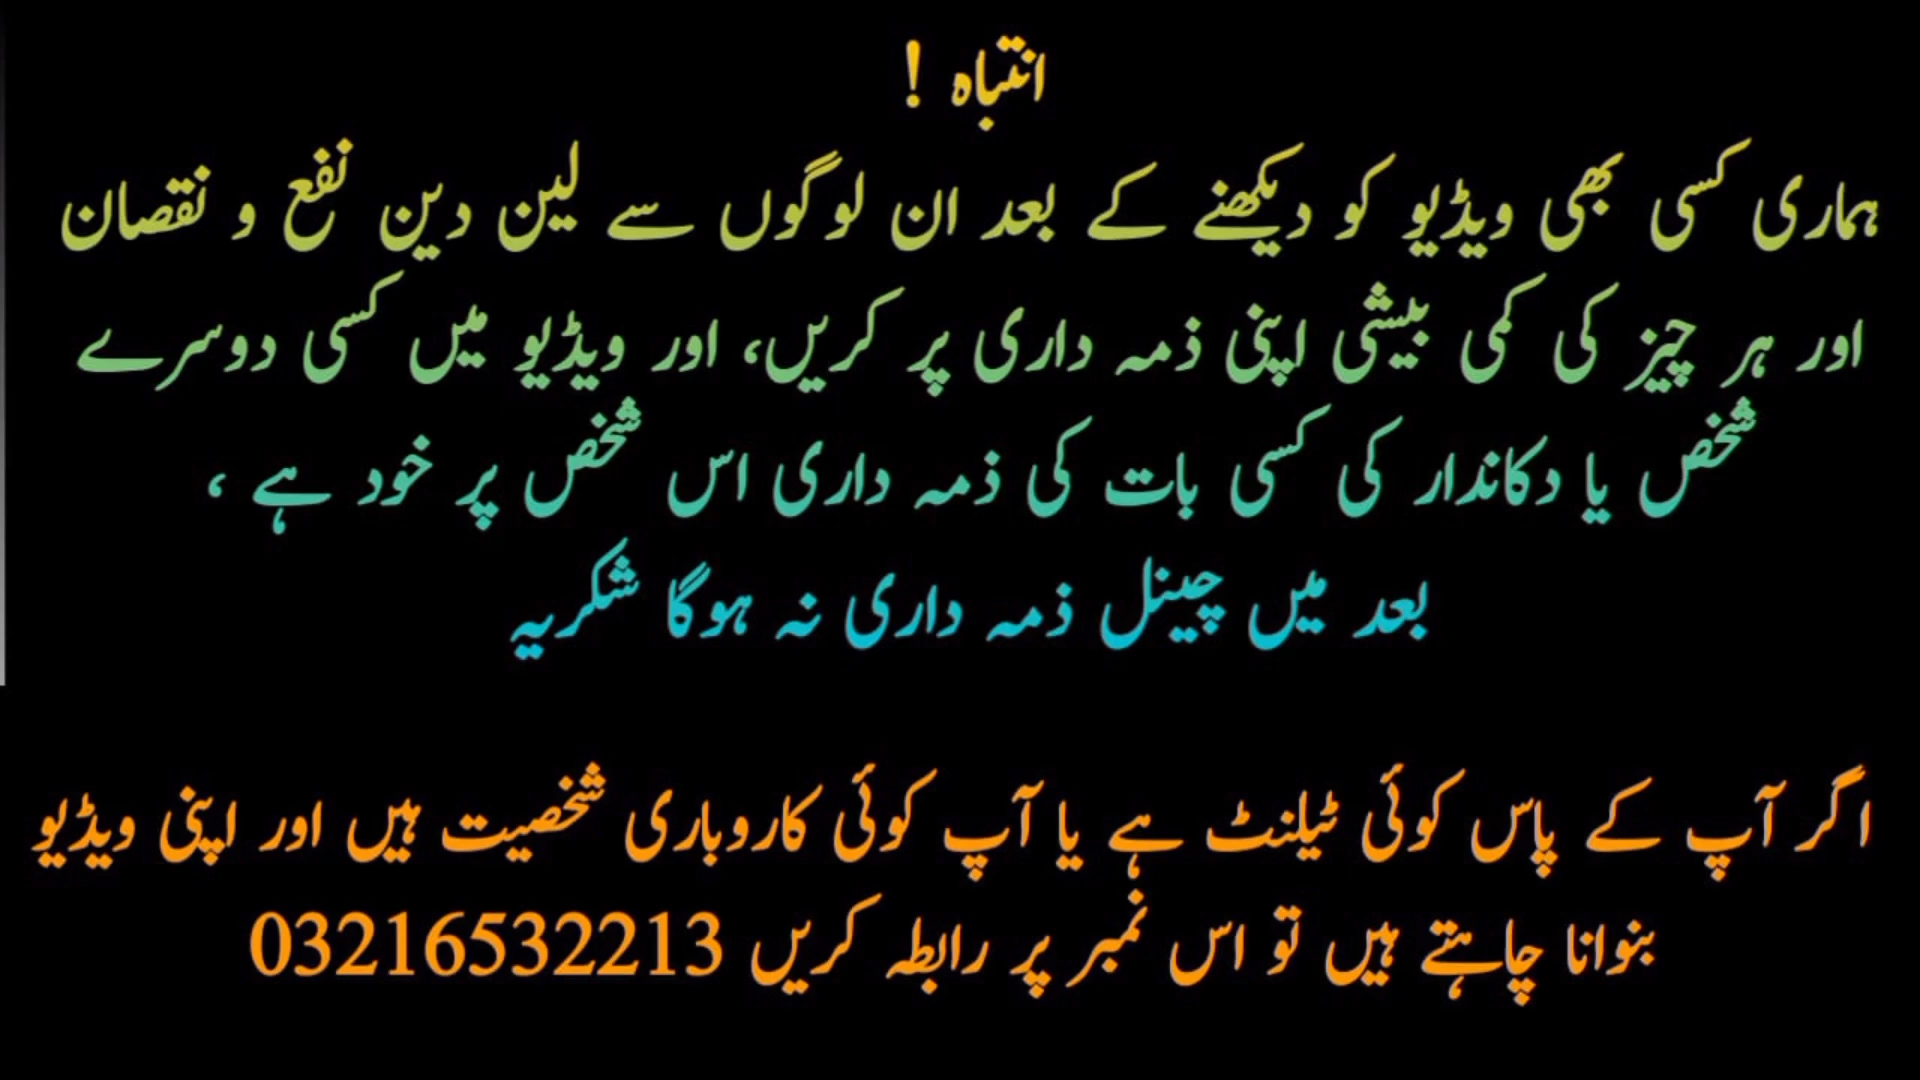 انتباہ !
ہماری کسی بھی ویڈیو کو دیکھنے کے بعد ان لوگوں سے لین دین نفع و نقصان
اور ہر چیز کی کمی بیشی اپنی ذمہ داری پر کریں، اور ویڈیو میں کسی دوسرے
شخص یا دکاندار کی کسی بات کی ذمہ داری اس شخص پر خود ہے ،
بعد میں چینل ذمہ داری نہ ہوگا شکریہ
اگر آپ کے پاس کوئی ٹیلنٹ ہے یا آپ کوئی کاروباری شخصیت ہیں اور اپنی ویڈیو
بنوانا چاہتے ہیں تو اس نمبر پر رابطہ کریں 03216532213